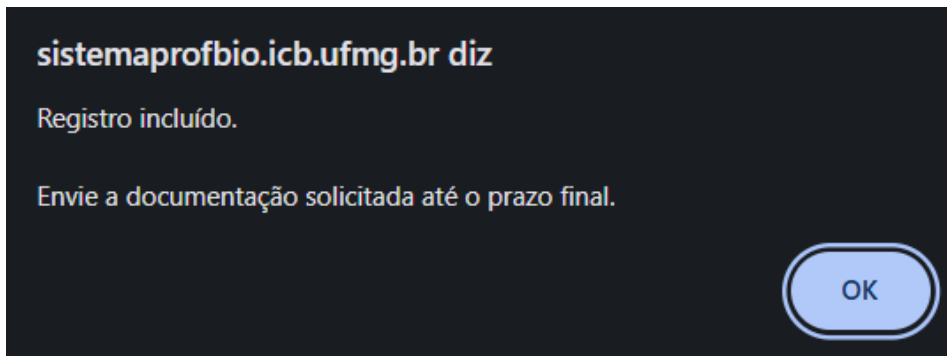 sistemaprofbio.icb.ufmg.br diz
Registro incluído.
Envie a documentação solicitada até o prazo final.
OK